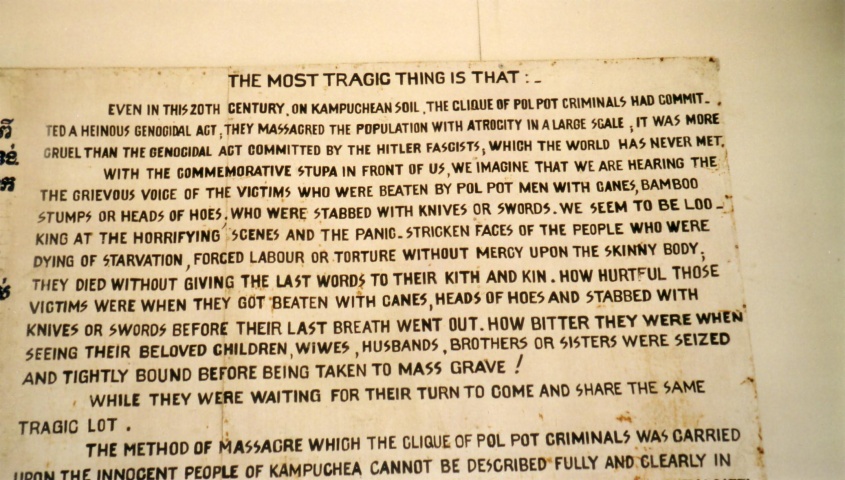 THE MOST TRAGIC THING IS THAT :-
EVEN IN THIS 20TH CENTURY, ON KAMPUCHEAN SOIL, THE CLIQUE OF POL POT CRIMINALS HAD COMMIT-
TED A HEINOUS GENOCIDAL ACT, THEY MASSACRED THE POPULATION WITH ATROCITY IN A LARGE SCALE, IT WAS MORE
CRUEL THAN THE GENOCIDAL ACT COMMITTED BY THE HITLER FASCISTS, WHICH THE WORLD HAS NEVER MET.
WITH THE COMMEMORATIVE STUPA IN FRONT OF US, WE IMAGINE THAT WE ARE HEARING THE
THE GRIEVOUS VOICE OF THE VICTIMS WHO WERE BEATEN BY POL POT MEN WITH CANES, BAMBOO
STUMPS OR HEADS OF HOES. WHO WERE STABBED WITH KNIVES OR SWORDS. WE SEEM TO BE LOO-
KING AT THE HORRIFYING SCENES AND THE PANIC-STRICKEN FACES OF THE PEOPLE WHO WERE
DYING OF STARVATION, FORCED LABOUR OR TORTURE WITHOUT MERCY UPON THE SKINNY BODY;
THEY DIED WITHOUT GIVING THE LAST WORDS TO THEIR KITH AND KIN. HOW HURTFUL THOSE
VICTIMS WERE WHEN THEY GOT BEATEN WITH CANES, HEADS OF HOES AND STABBED WITH
KNIVES OR SWORDS BEFORE THEIR LAST BREATH WENT OUT. HOW BITTER THEY WERE WHEN
SEEING THEIR BELOVED CHILDREN, WIWES, HUSBANDS, BROTHERS OR SISTERS WERE SEIZED
AND TIGHTLY BOUND BEFORE BEING TAKEN TO MASS GRAVE !
WHILE THEY WERE WAITING FOR THEIR TURN TO COME AND SHARE THE SAME
TRAGIC LOT .
THE METHOD OF MASSACRE WHICH THE CLIQUE OF POL POT CRIMINALS WAS CARRIED
UPON THE INNOCENT PEOPLE OF KAMPUCHEA CANNOT BE DESCRIBED FULLY AND CLEARLY IN